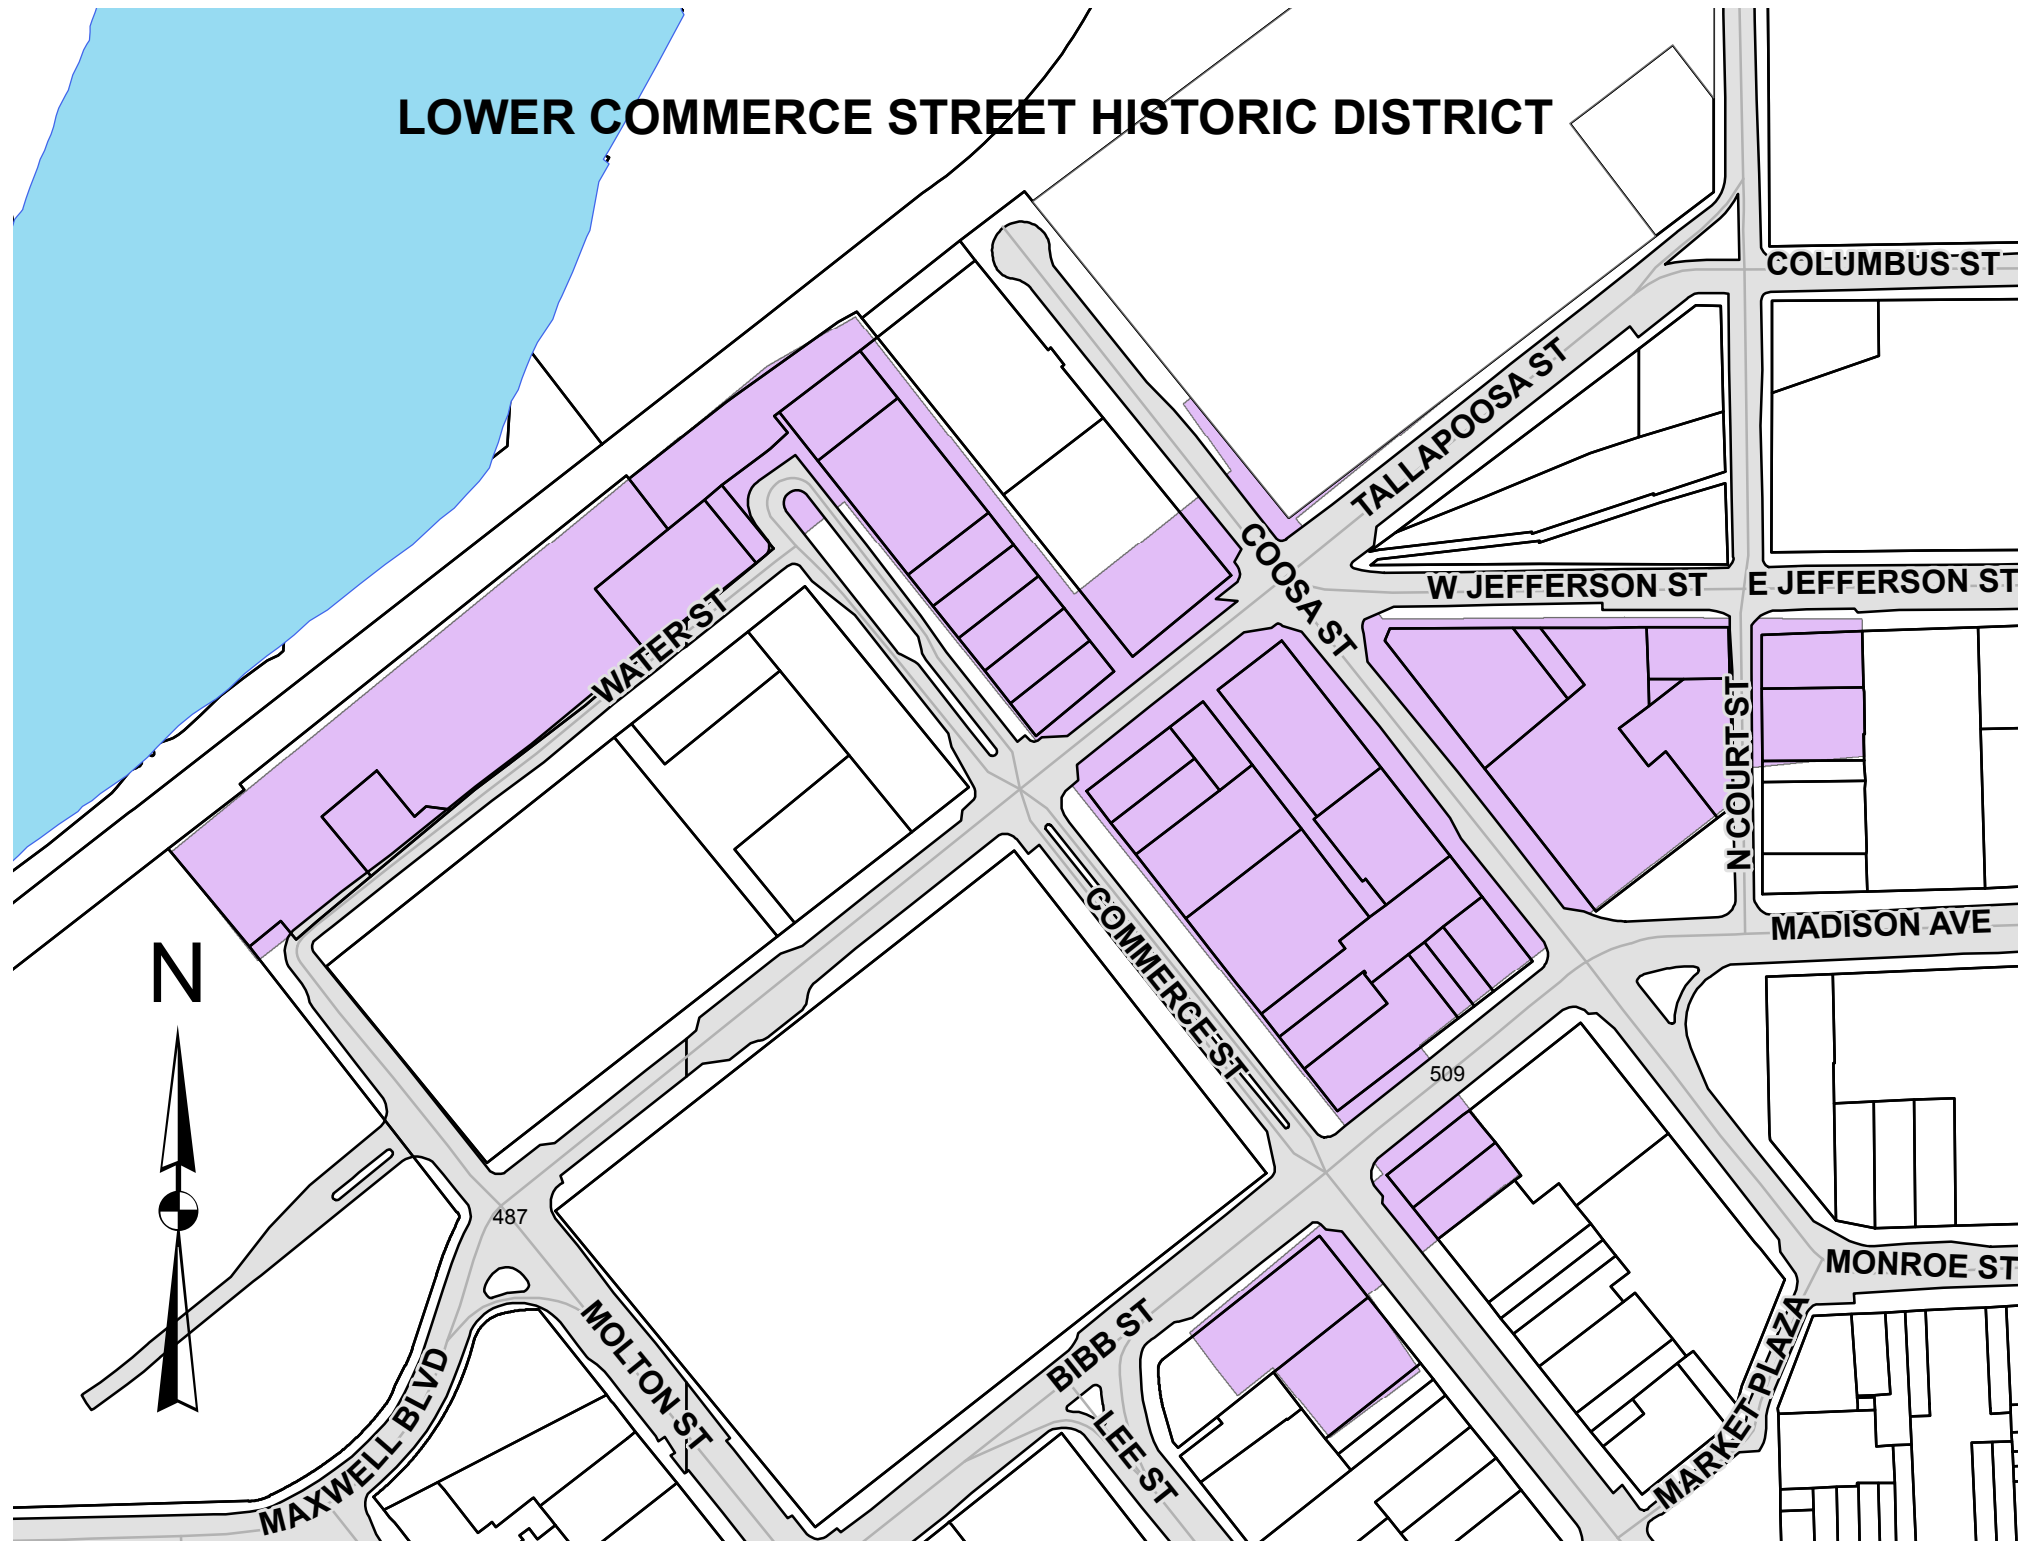 LOWER COMMERCE STREET HISTORIC DISTRICT
COLUMBUS ST
TALLAPOOSA ST
COOSA ST
W JEFFERSON ST
E JEFFERSON ST
WATER ST
N COURT ST
MADISON AVE
N
COMMERCE ST
509
487
MONROE ST
MOLTON ST
BIBB ST
MAXWELL BLVD
LEE ST
MARKET PLAZA